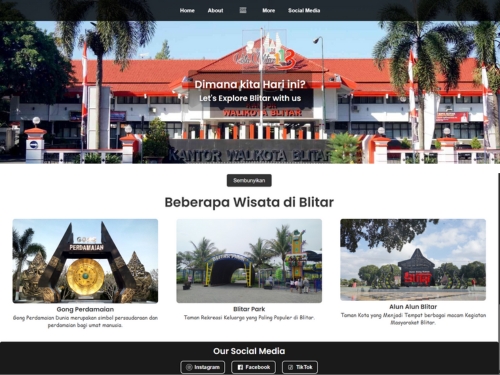 Home About More Social Media
Dimana kita Hari ini?
Let's Explore Blitar with us
WALIKOTA BLITAR
KANTOR WALIKOTA BLITAR
Sembunyikan
Beberapa Wisata di Blitar
GONG
PERDAMAIAN
Gong Perdamaian
Gong Perdamaian Dunia merupakan simbol persaudaraan dan
perdamaian bagi umat manusia.
Blitar Park
Taman Rekreasi Keluarga yang Paling Populer di Blitar.
Alun Alun Blitar
Taman Kota yang Menjadi Tempat berbagai macam Kegiatan
Masyarakat Blitar.
Our Social Media
Instagram Facebook TikTok